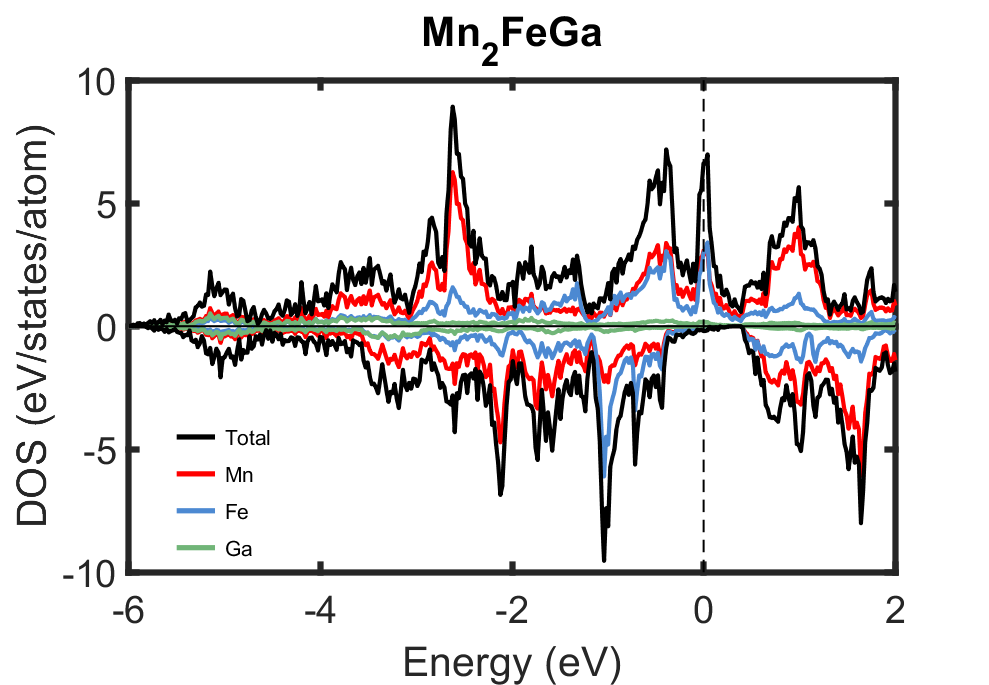 Mn₂FeGa
DOS (eV/states/atom)
10
5
0
-5
-10
Total
Mn
Fe
Ga
-6 -4 -2 0 2
Energy (eV)